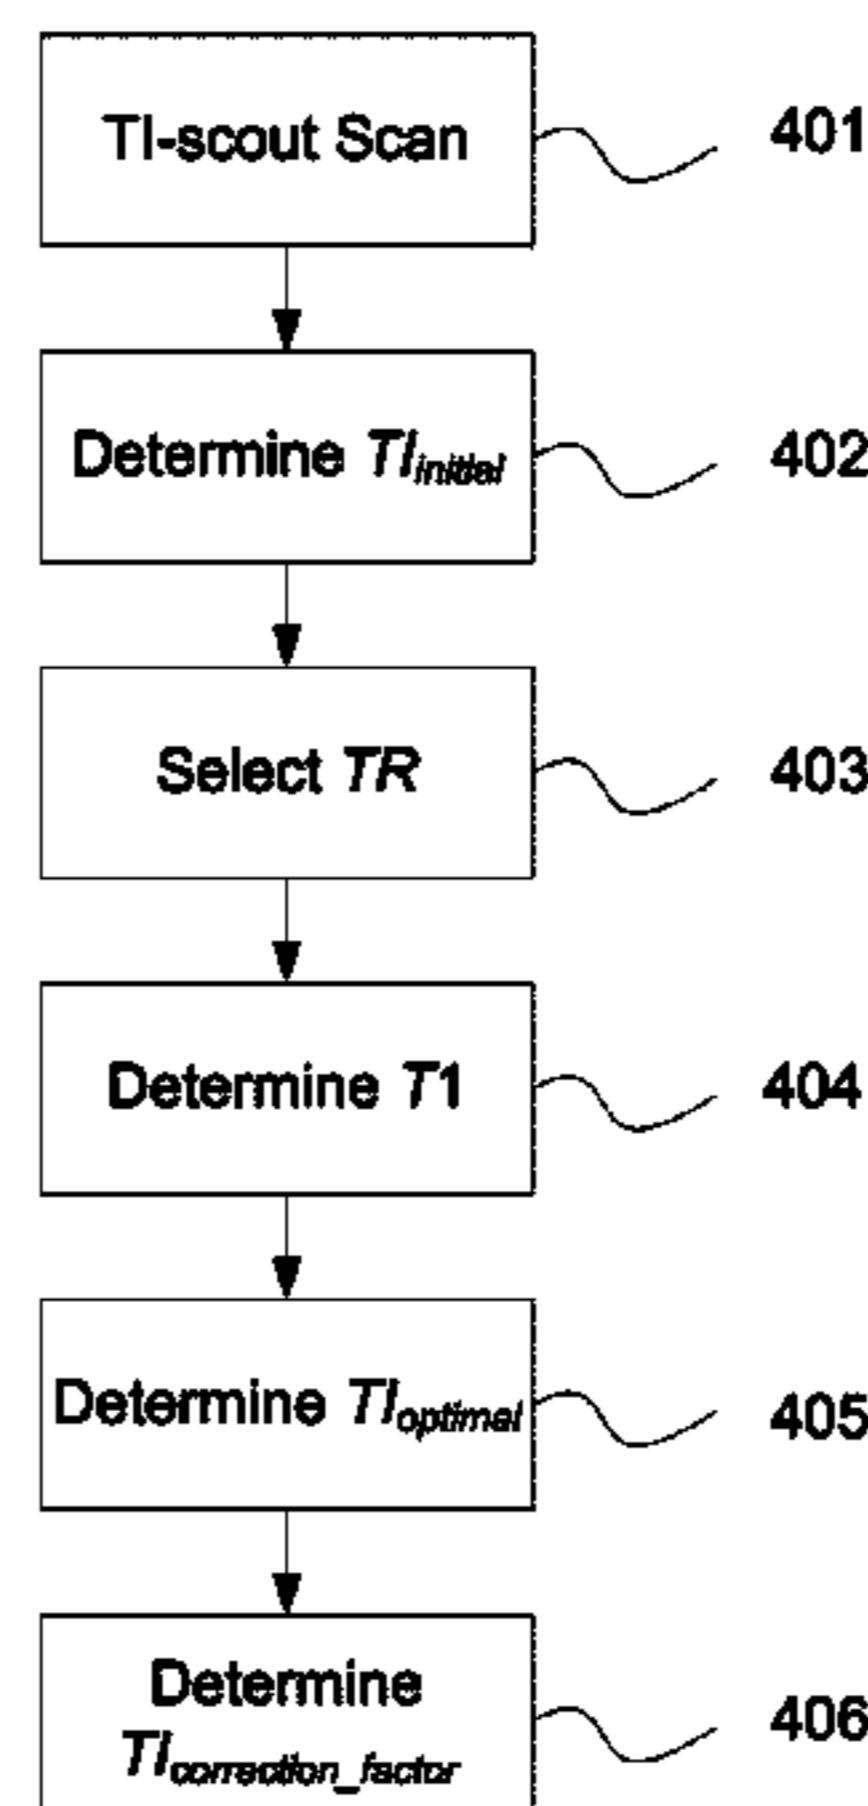 TI-scout Scan 401
Determine TIinitial 402
Select TR 403
Determine T1 404
Determine TIoptimal 405
Determine
TIcorrection_factor 406